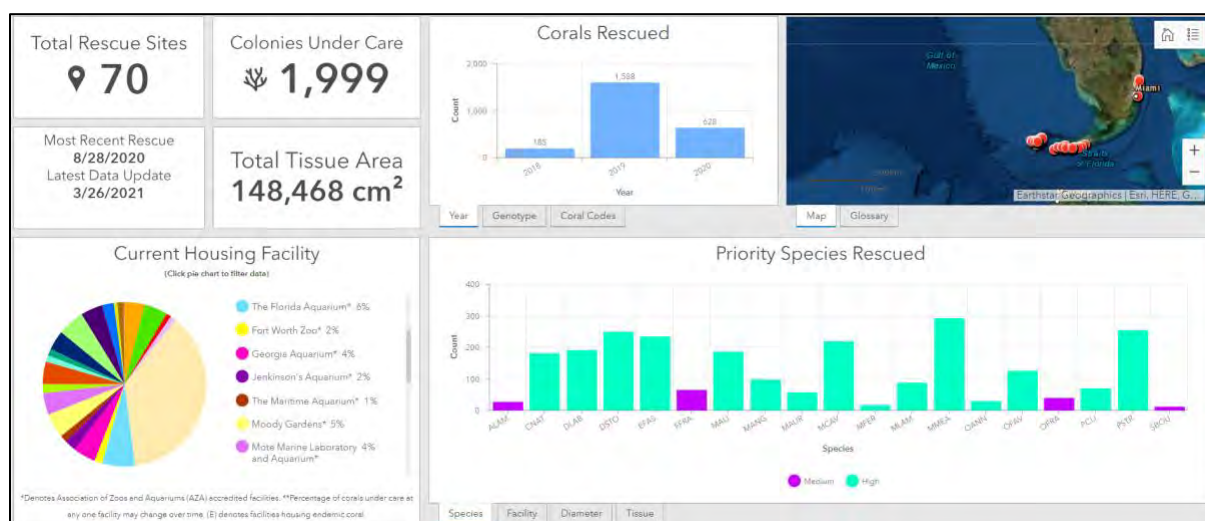 Total Rescue Sites
70
Colonies Under Care
1,999
Most Recent Rescue
8/28/2020
Latest Data Update
3/26/2021
Total Tissue Area
148,468 cm²
Corals Rescued
2,000
1,000
0
Count
185
1,588
628
2018
2019
2020
Year
Year
Genotype
Coral Codes
Gulf of
Mexico
Miami
Straits
of Florida
+
−
Earthstar Geographics | Esri, HERE, G...
Map
Glossary
Current Housing Facility
(Click pie chart to filter data)
The Florida Aquarium* 6%
Fort Worth Zoo* 2%
Georgia Aquarium* 4%
Jenkinson's Aquarium* 2%
The Maritime Aquarium* 1%
Moody Gardens* 5%
Mote Marine Laboratory 4%
and Aquarium*
*Denotes Association of Zoos and Aquariums (AZA) accredited facilities. **Percentage of corals under care at
any one facility may change over time. (E) denotes facilities housing endemic coral.
Priority Species Rescued
400
300
200
100
0
Count
ALAM
CNAT
DLAB
DSTO
EFAS
MAU
MANG
MALR
MCAV
MFER
MLAM
MMEA
OANN
OFAV
OFRA
PCLI
PSTR
SBOU
Species
Medium
High
Species
Facility
Diameter
Tissue